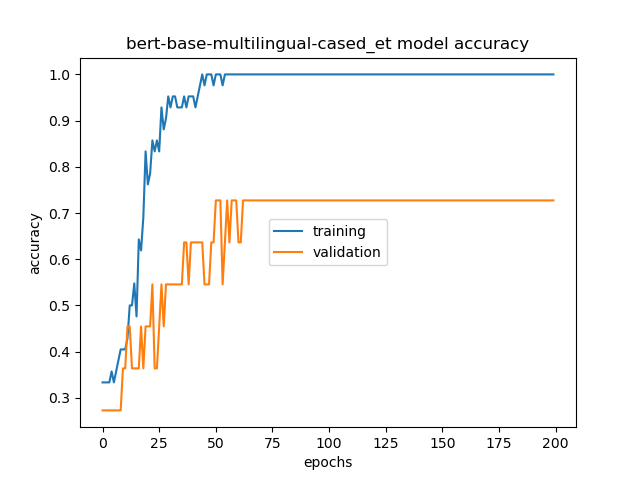 bert-base-multilingual-cased_et model accuracy
1.0
0.9
0.8
0.7
0.6
0.5
0.4
0.3
accuracy
training
validation
0 25 50 75 100 125 150 175 200
epochs